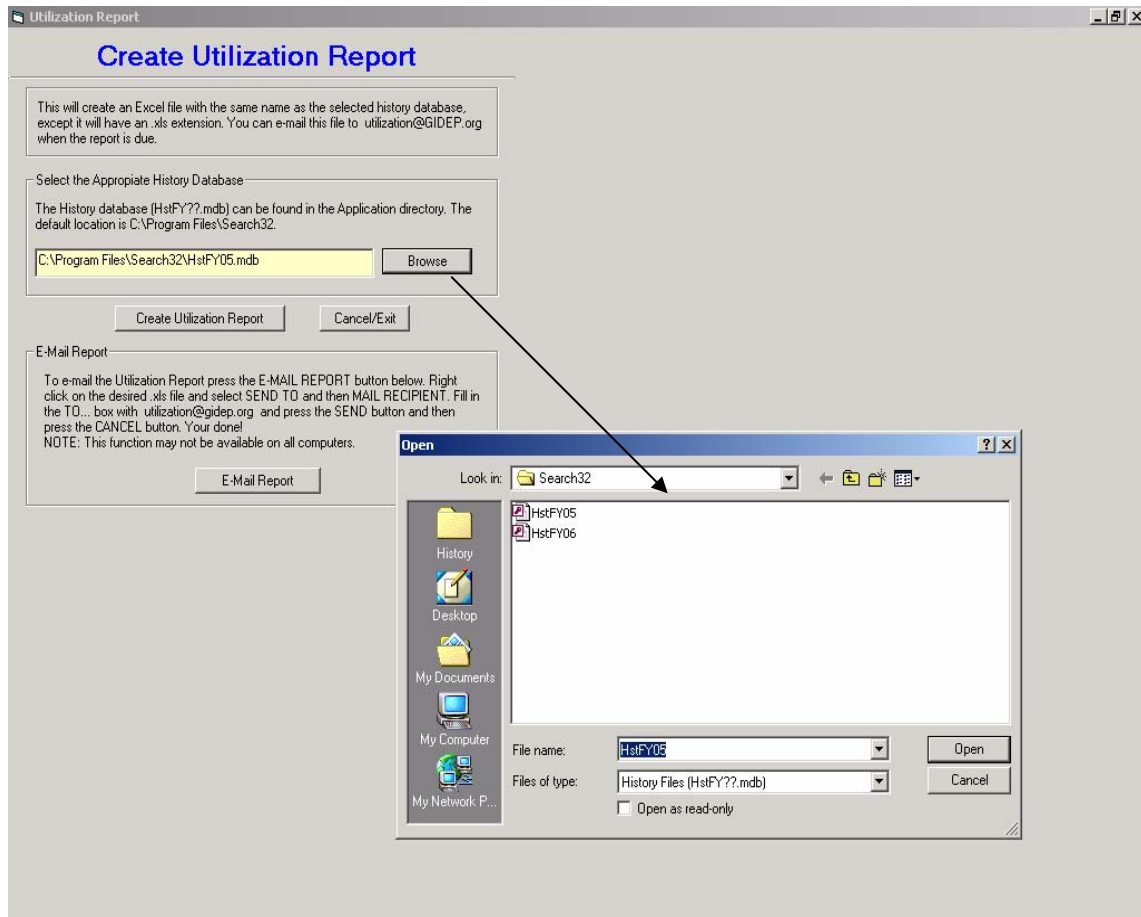 Utilization Report
Create Utilization Report
This will create an Excel file with the same name as the selected history database,
except it will have an .xls extension. You can e-mail this file to utilization@GIDEP.org
when the report is due.
Select the Appropiate History Database
The History database (HstFY??.mdb) can be found in the Application directory. The
default location is C:\Program Files\Search32.
C:\Program Files\Search32\HstFY05.mdb
Browse
Create Utilization Report
Cancel/Exit
E-Mail Report
To e-mail the Utilization Report press the E-MAIL REPORT button below. Right
click on the desired .xls file and select SEND TO and then MAIL RECIPIENT. Fill in
the TO... box with utilization@gidep.org and press the SEND button and then
press the CANCEL button. Your done!
NOTE: This function may not be available on all computers.
E-Mail Report
Open
Look in:
Search32
HstFY05
HstFY06
History
Desktop
My Documents
My Computer
My Network P...
File name:
HstFY05
Open
Files of type:
History Files (HstFY??.mdb)
Cancel
Open as read-only